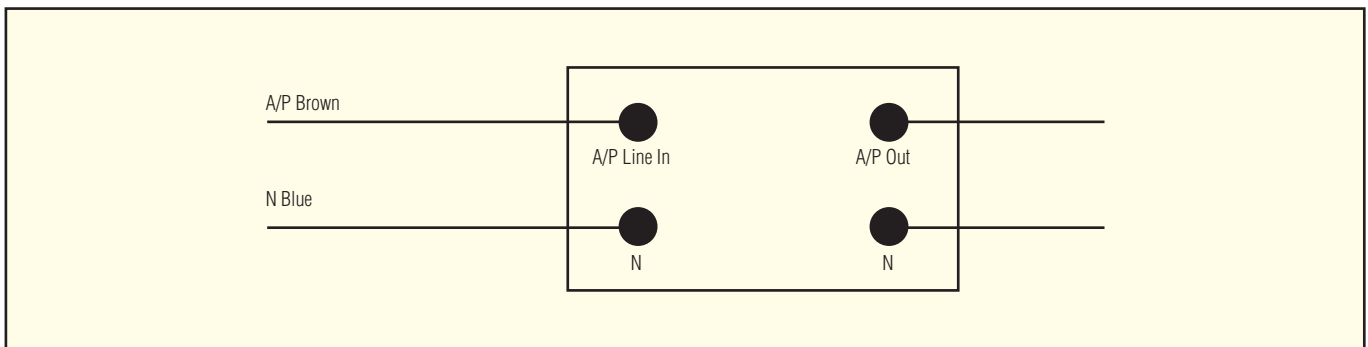 A/P Brown
A/P Line In
A/P Out
N Blue
N
N